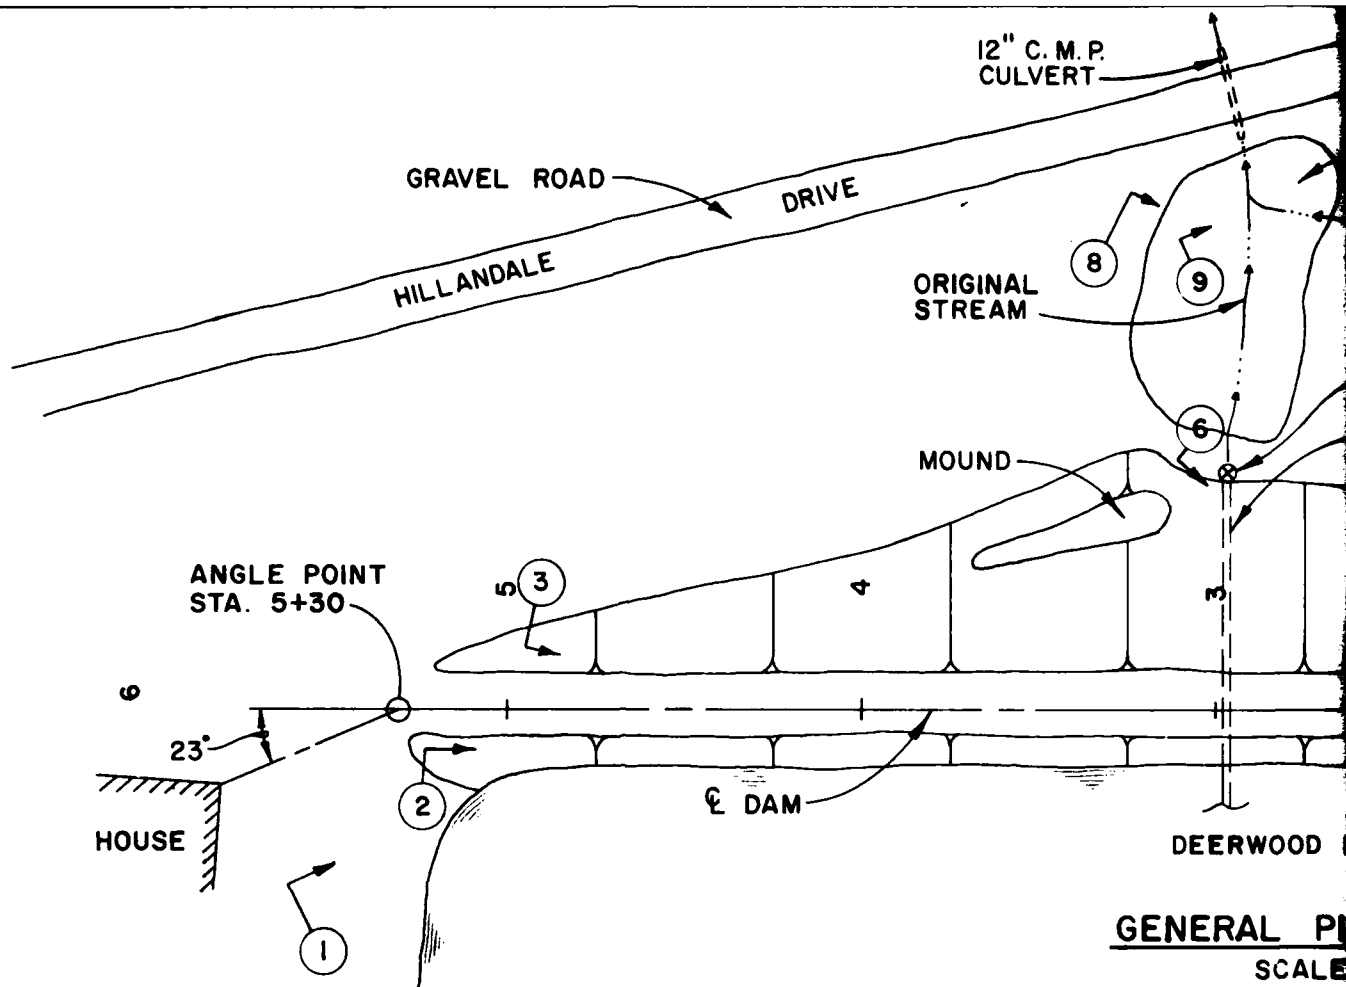 12" C.M.P.
CULVERT
GRAVEL ROAD
DRIVE
HILLANDALE
8
9
ORIGINAL
STREAM
6
MOUND
ANGLE POINT
STA. 5+30
5
3
4
3
6
23°
2
℄ DAM
HOUSE
DEERWOOD
1
GENERAL
SCALE